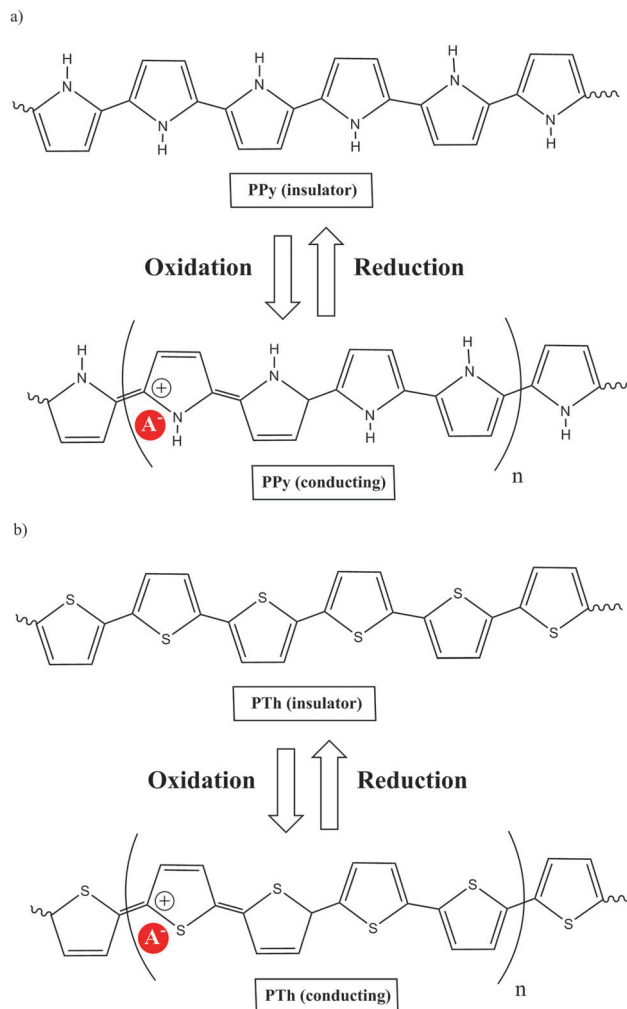 a)
H H H
N N N N N N
H H H
PPy (insulator)
Oxidation Reduction
H H H
N N N N N N
+
A-
H H H
PPy (conducting)
n
b)
S S S S S S
PTh (insulator)
Oxidation Reduction
S S S S S S
+
A-
PTh (conducting)
n